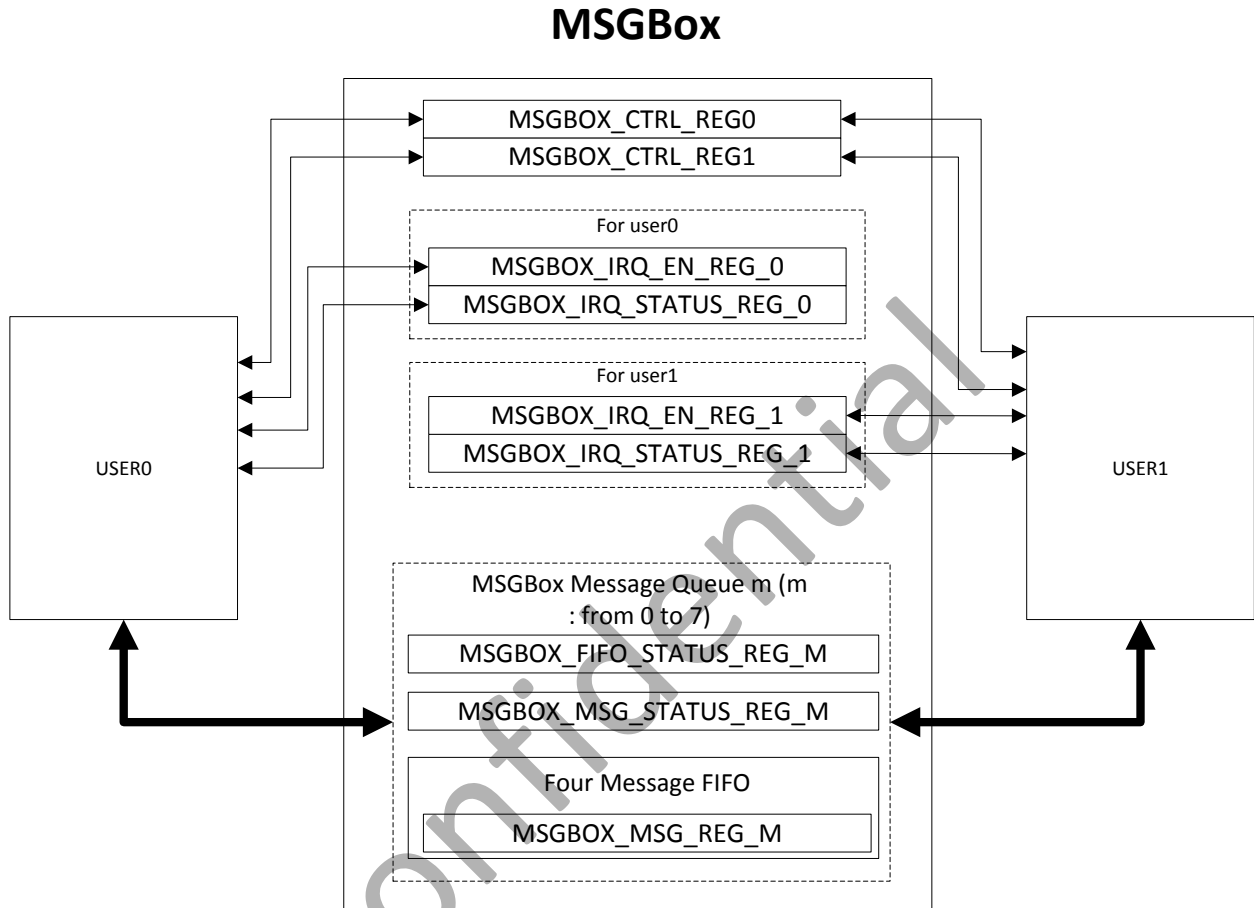 MSGBox
MSGBOX_CTRL_REG0
MSGBOX_CTRL_REG1
For user0
MSGBOX_IRQ_EN_REG_0
MSGBOX_IRQ_STATUS_REG_0
For user1
MSGBOX_IRQ_EN_REG_1
MSGBOX_IRQ_STATUS_REG_1
USER0
USER1
MSGBox Message Queue m (m
: from 0 to 7)
MSGBOX_FIFO_STATUS_REG_M
MSGBOX_MSG_STATUS_REG_M
Four Message FIFO
MSGBOX_MSG_REG_M
onfidential